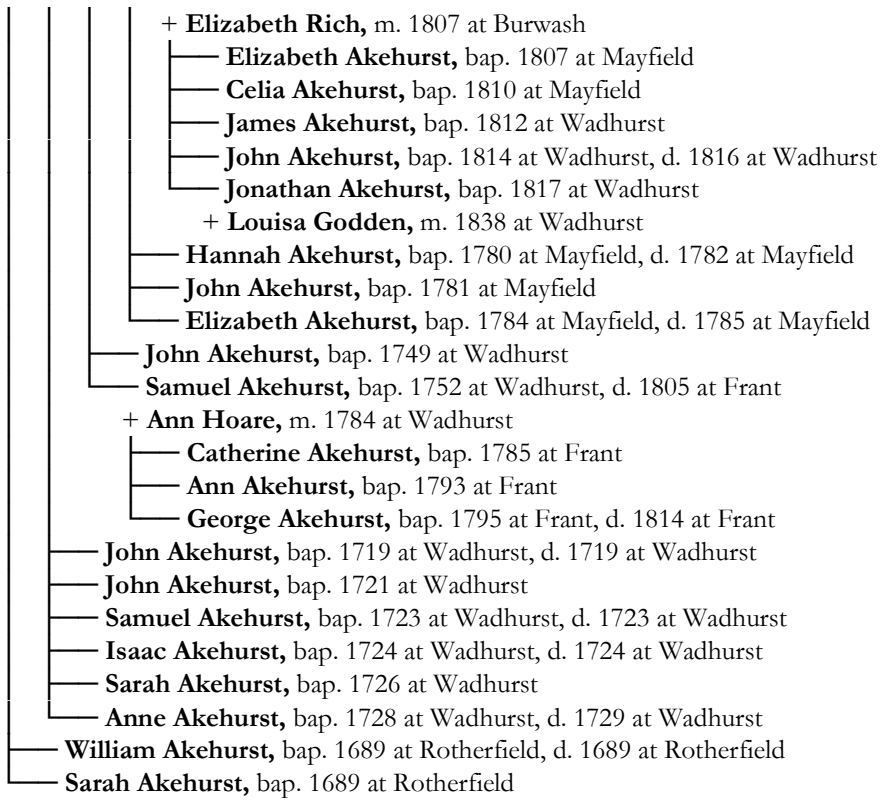 + Elizabeth Rich, m. 1807 at Burwash
Elizabeth Akehurst, bap. 1807 at Mayfield
Celia Akehurst, bap. 1810 at Mayfield
James Akehurst, bap. 1812 at Wadhurst
John Akehurst, bap. 1814 at Wadhurst, d. 1816 at Wadhurst
Jonathan Akehurst, bap. 1817 at Wadhurst
+ Louisa Godden, m. 1838 at Wadhurst
Hannah Akehurst, bap. 1780 at Mayfield, d. 1782 at Mayfield
John Akehurst, bap. 1781 at Mayfield
Elizabeth Akehurst, bap. 1784 at Mayfield, d. 1785 at Mayfield
John Akehurst, bap. 1749 at Wadhurst
Samuel Akehurst, bap. 1752 at Wadhurst, d. 1805 at Frant
+ Ann Hoare, m. 1784 at Wadhurst
Catherine Akehurst, bap. 1785 at Frant
Ann Akehurst, bap. 1793 at Frant
George Akehurst, bap. 1795 at Frant, d. 1814 at Frant
John Akehurst, bap. 1719 at Wadhurst, d. 1719 at Wadhurst
John Akehurst, bap. 1721 at Wadhurst
Samuel Akehurst, bap. 1723 at Wadhurst, d. 1723 at Wadhurst
Isaac Akehurst, bap. 1724 at Wadhurst, d. 1724 at Wadhurst
Sarah Akehurst, bap. 1726 at Wadhurst
Anne Akehurst, bap. 1728 at Wadhurst, d. 1729 at Wadhurst
William Akehurst, bap. 1689 at Rotherfield, d. 1689 at Rotherfield
Sarah Akehurst, bap. 1689 at Rotherfield